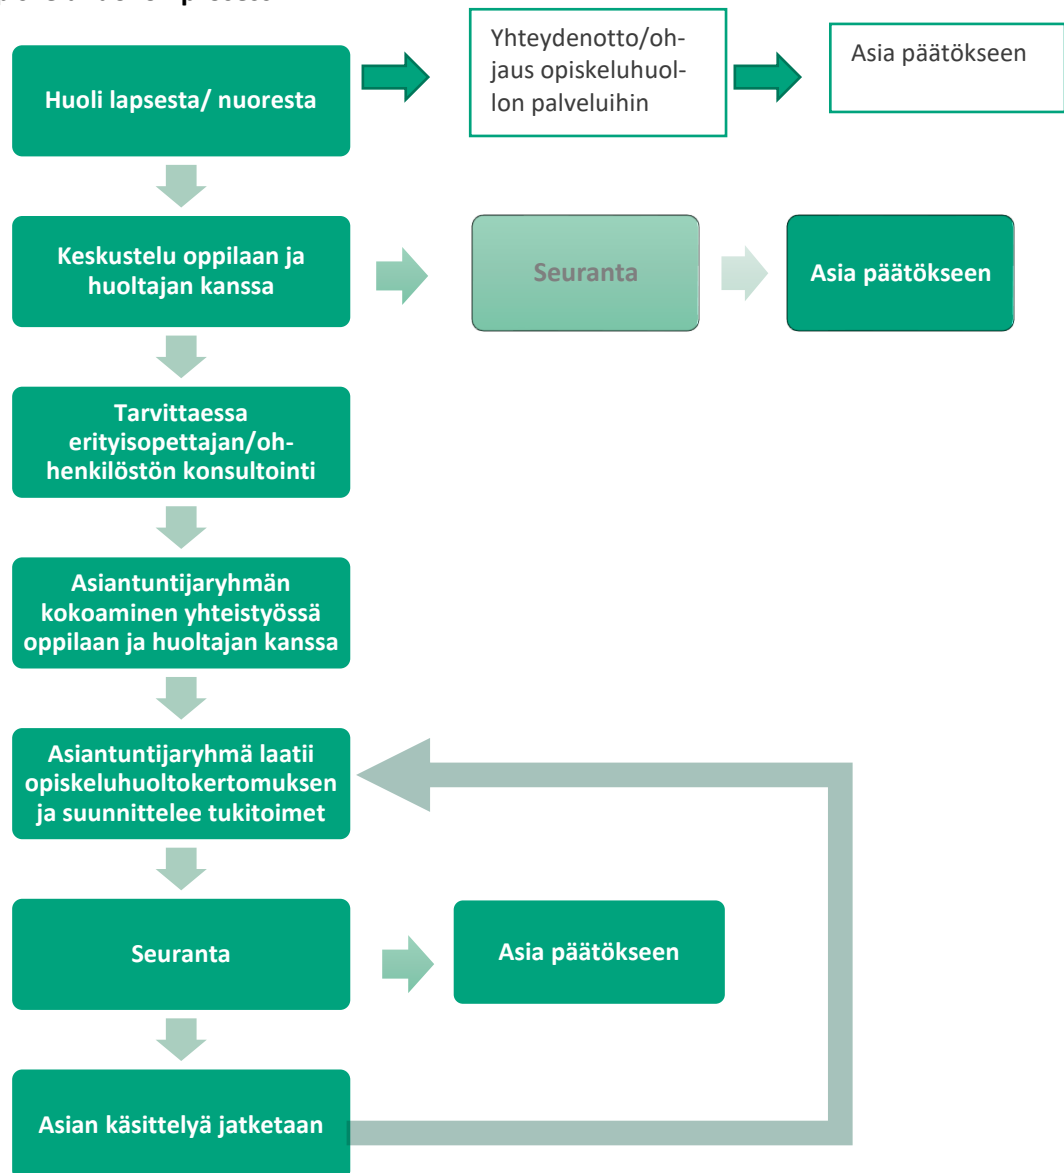 Huoli lapsesta/ nuoresta
Yhteydenotto/oh-
jaus opiskeluhuol-
lon palveluihin
Asia päätökseen
Keskustelu oppilaan ja
huoltajan kanssa
Seuranta
Asia päätökseen
Tarvittaessa
erityisopettajan/oh-
henkilöstön konsultointi
Asiantuntijaryhmän
kokoaminen yhteistyössä
oppilaan ja huoltajan kanssa
Asiantuntijaryhmä laatii
opiskeluhuoltokertomuksen
ja suunnittelee tukitoimet
Seuranta
Asia päätökseen
Asian käsittelyä jatketaan